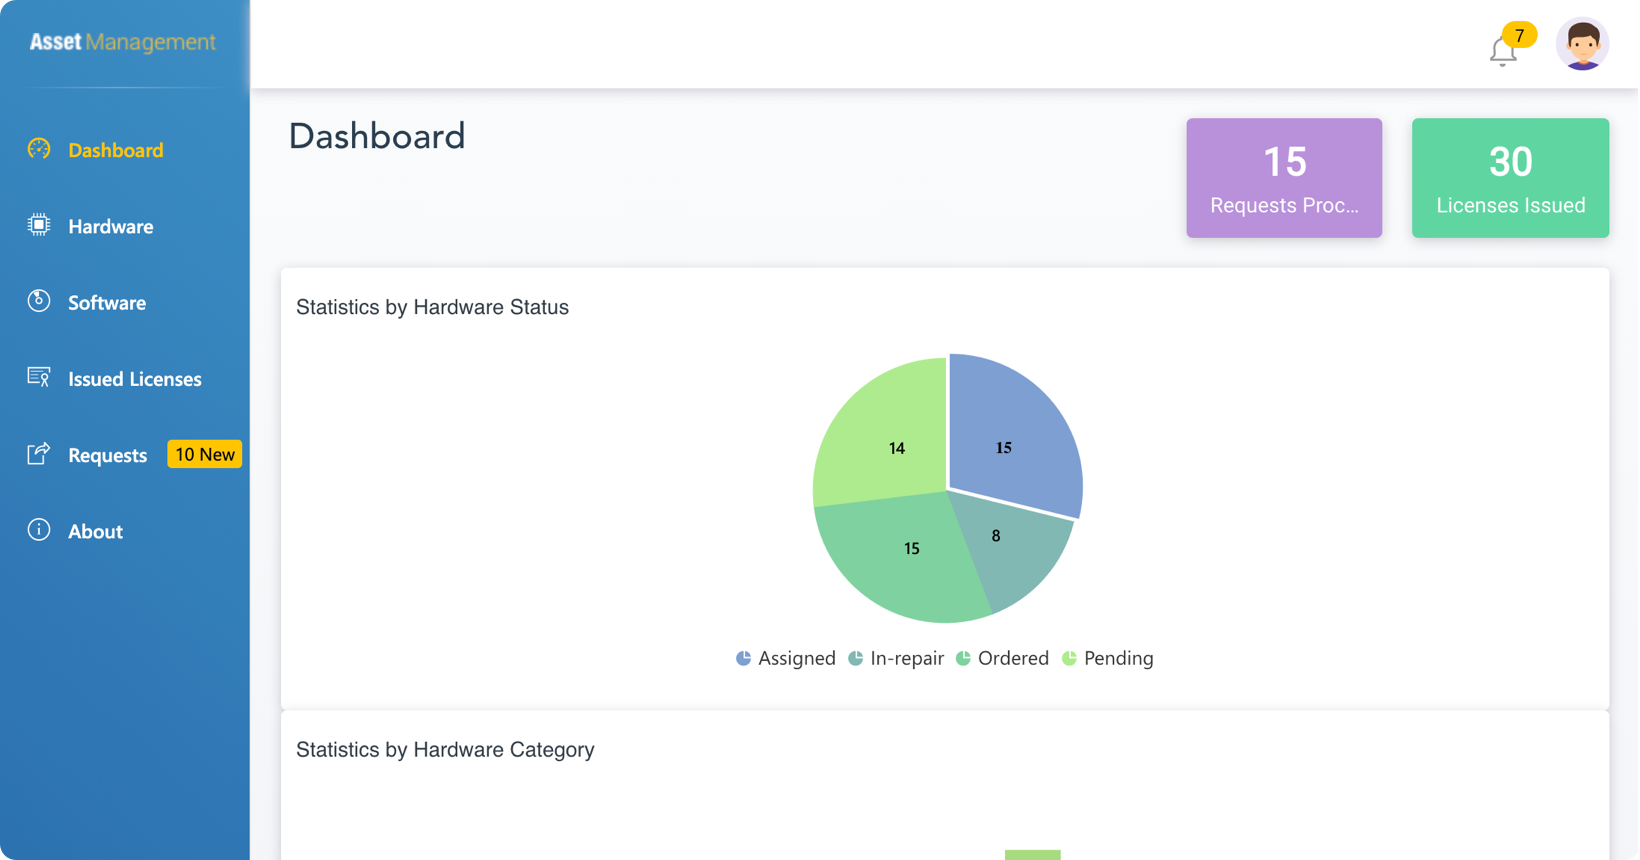 Asset Management
7
Dashboard
Hardware
Software
Issued Licenses
Requests 10 New
About
Dashboard
15
Requests Proc...
30
Licenses Issued
Statistics by Hardware Status
14
15
15
8
Assigned In-repair Ordered Pending
Statistics by Hardware Category